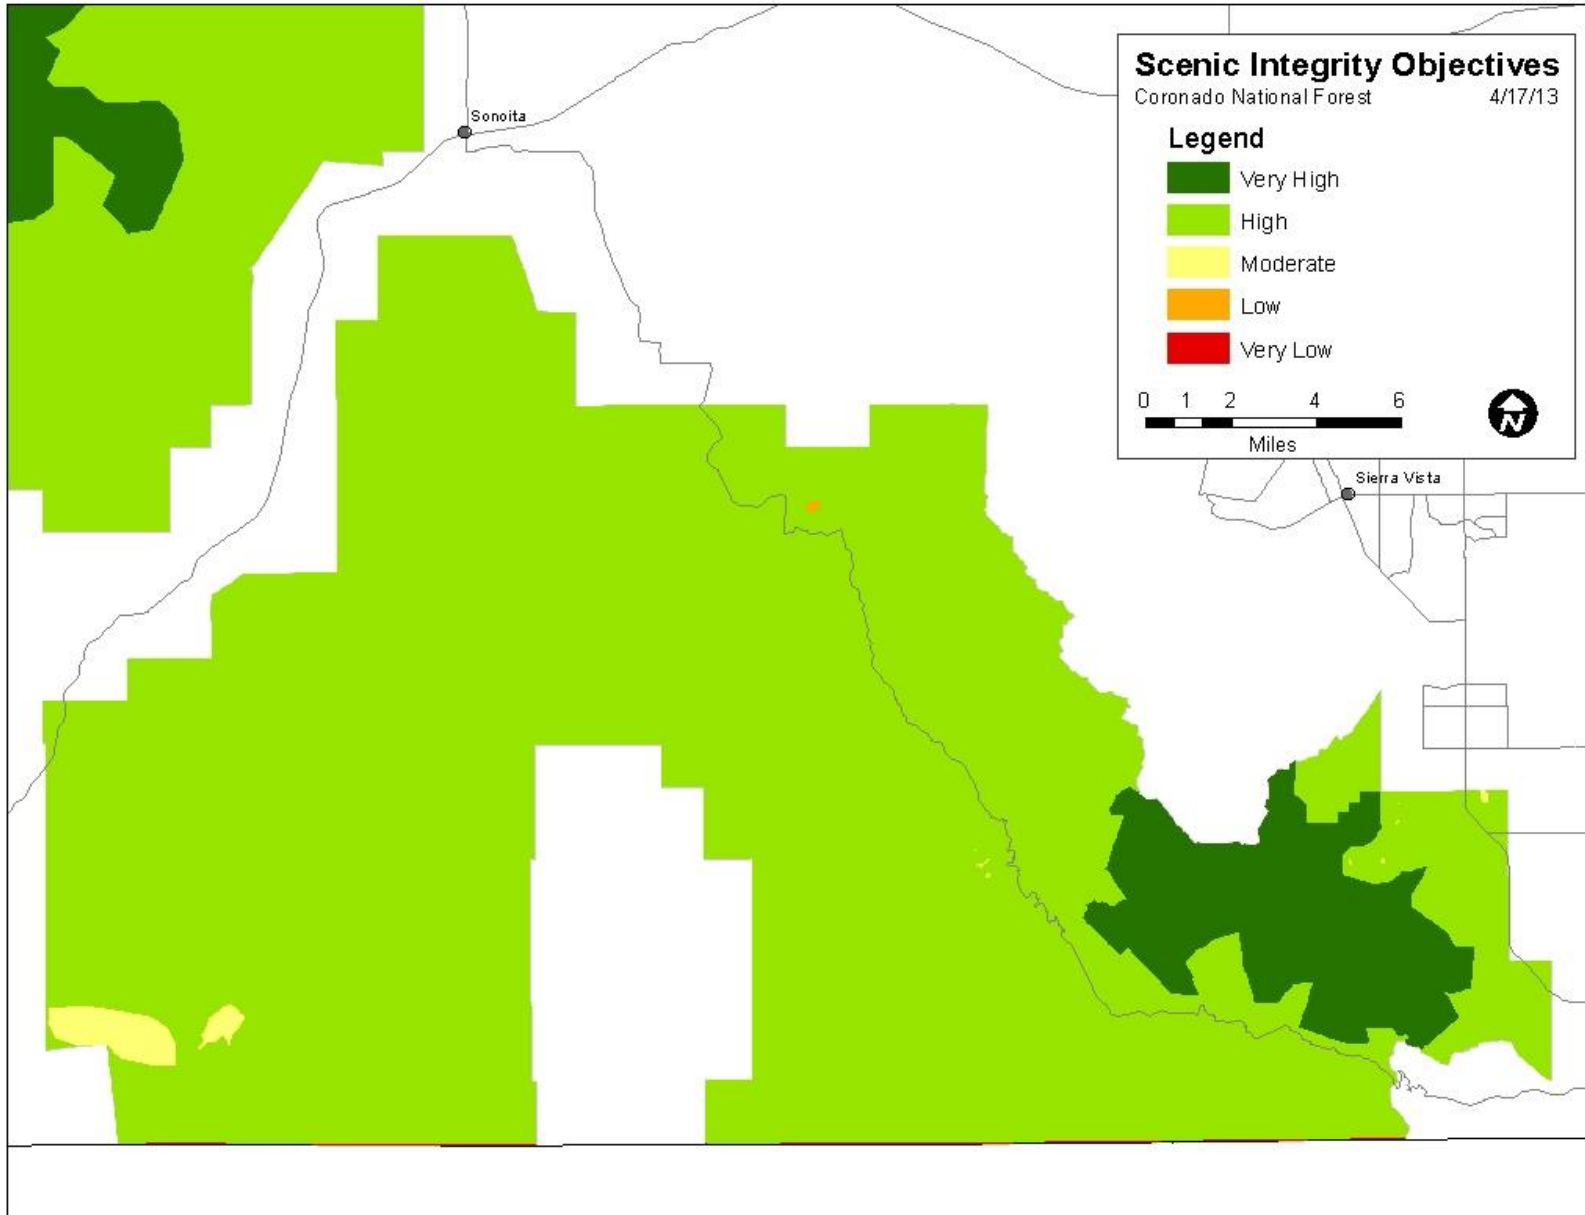 Scenic Integrity Objectives
Coronado National Forest 4/17/13
Legend
Very High
High
Moderate
Low
Very Low
0 1 2 4 6
Miles
N
Sonoita
Sierra Vista